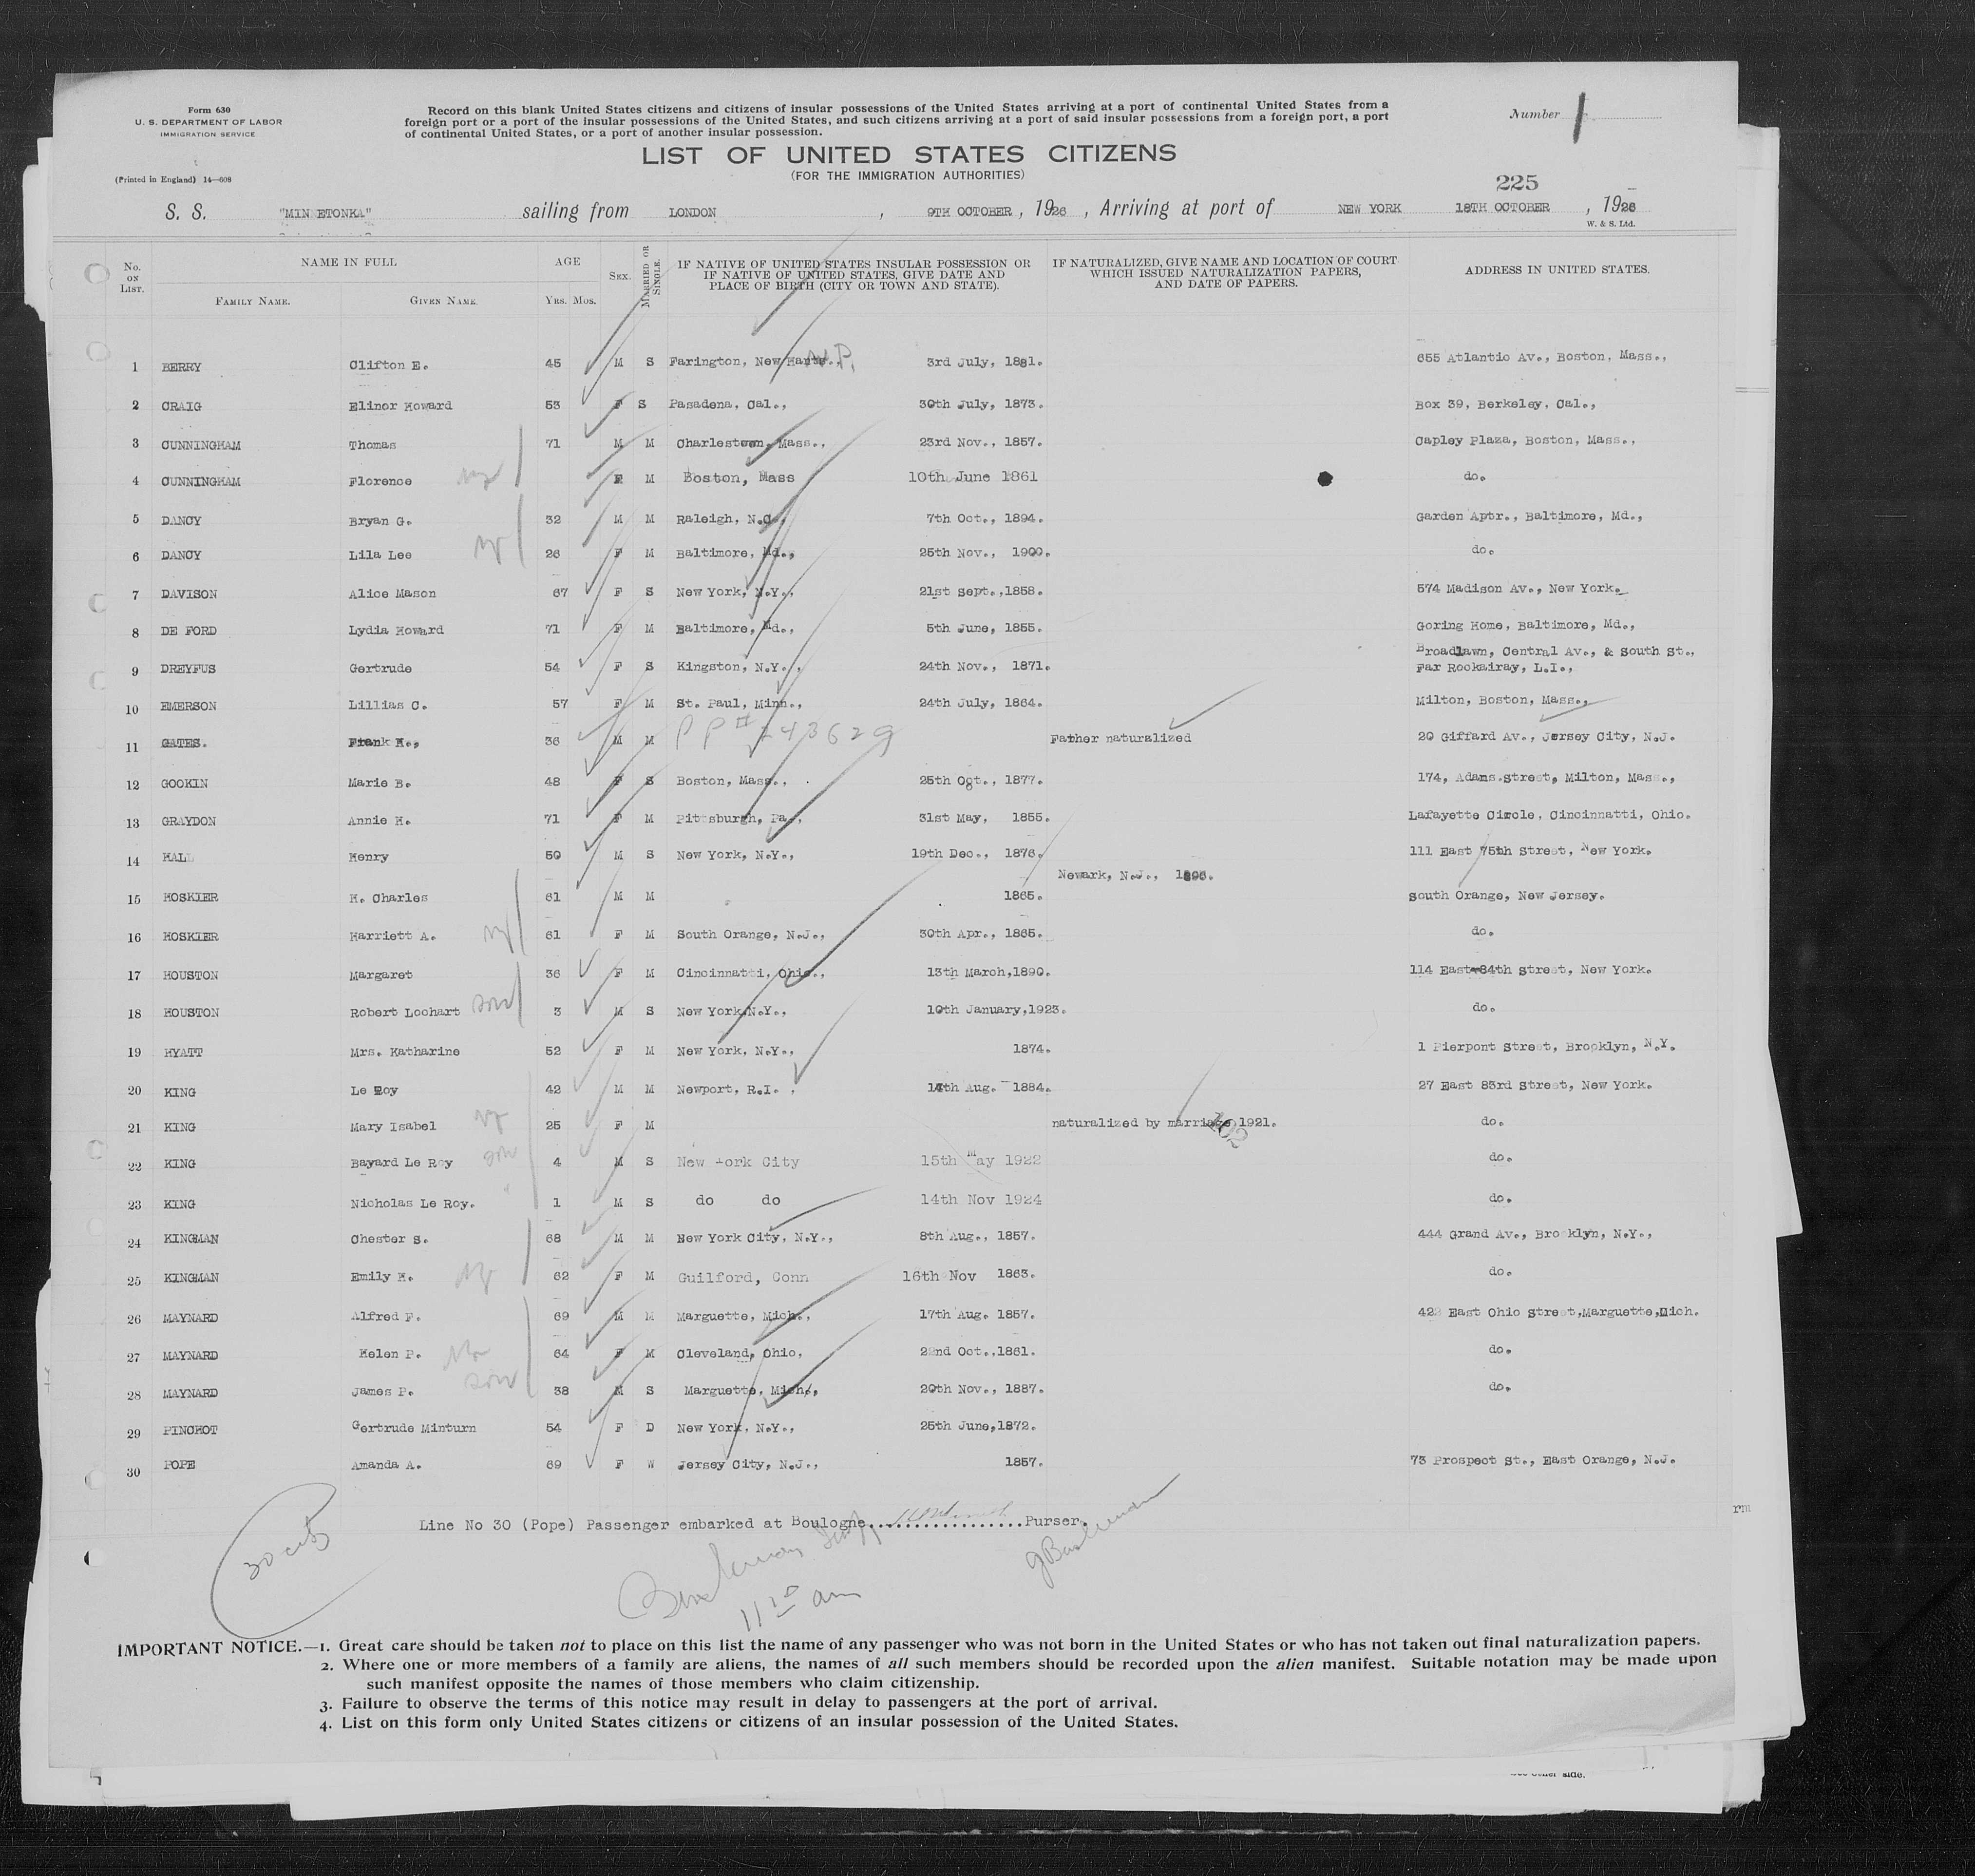 Form 630
U. S. DEPARTMENT OF LABOR
IMMIGRATION SERVICE
(Printed in England) 14—608
Record on this blank United States citizens and citizens of insular possessions of the United States arriving at a port of continental United States from a
foreign port or a port of the insular possessions of the United States, and such citizens arriving at a port of said insular possessions from a foreign port, a port
of continental United States, or a port of another insular possession.
Number 1
LIST OF UNITED STATES CITIZENS
(FOR THE IMMIGRATION AUTHORITIES)
225
S. S. "MINNETONKA" sailing from LONDON, 9TH OCTOBER, 1926, Arriving at port of NEW YORK 18TH OCTOBER, 1926
W. & S. Ltd.
No. ON LIST. NAME IN FULL FAMILY NAME. GIVEN NAME. AGE YRS. MOS. SEX. MARRIED OR SINGLE. IF NATIVE OF UNITED STATES INSULAR POSSESSION OR IF NATIVE OF UNITED STATES, GIVE DATE AND PLACE OF BIRTH (CITY OR TOWN AND STATE). IF NATURALIZED, GIVE NAME AND LOCATION OF COURT WHICH ISSUED NATURALIZATION PAPERS, AND DATE OF PAPERS. ADDRESS IN UNITED STATES.
1 BERRY Clifton E. 45 M S Farington, New Hants., 3rd July, 1881. 655 Atlantic Av., Boston, Mass.,
2 CRAIG Elinor Howard 53 F S Pasadena, Cal., 30th July, 1873. Box 39, Berkeley, Cal.,
3 CUNNINGHAM Thomas 71 M M Charlestown, Mass., 23rd Nov., 1857. Capley Plaza, Boston, Mass.,
4 CUNNINGHAM Florence F M Boston, Mass 10th June 1861 do.
5 DANCY Bryan G. 32 M M Raleigh, N.C., 7th Oct., 1894. Garden Aptr., Baltimore, Md.,
6 DANCY Lila Lee 26 F M Baltimore, Md., 25th Nov., 1900. do.
7 DAVISON Alice Mason 67 F S New York, N.Y., 21st Sept., 1858. 574 Madison Av., New York.
8 DE FORD Lydia Howard 71 F M Baltimore, Md., 5th June, 1855. Goring Home, Baltimore, Md.,
9 DREYFUS Gertrude 54 F S Kingston, N.Y., 24th Nov., 1871. Broadlawn, Central Av., & South St., Far Rockairay, L.I.,
10 EMERSON Lillias C. 57 F M St. Paul, Minn., 24th July, 1864. Milton, Boston, Mass.,
11 GATES. Frank H., 36 M M PP# 243629 Father naturalized 20 Giffard Av., Jersey City, N.J.
12 GOOKIN Marie B. 48 F S Boston, Mass., 25th Oct., 1877. 174, Adams street, Milton, Mass.,
13 GRAYDON Annie H. 71 F M Pittsburgh, Pa., 31st May, 1855. Lafayette Circle, Cincinnatti, Ohio.
14 HALL Henry 50 M S New York, N.Y., 19th Dec., 1876. 111 East 75th Street, New York.
15 HOSKIER H. Charles 61 M M 1865. Newark, N.J., South Orange, New Jersey.
16 HOSKIER Harriett A. 61 F M South Orange, N.J., 30th Apr., 1865. do.
17 HOUSTON Margaret 36 F M Cincinnatti, Ohio., 13th March, 1890. 114 East 84th Street, New York.
18 HOUSTON Robert Lochart son 3 M S New York, N.Y., 10th January, 1923. do.
19 HYATT Mrs. Katharine 52 F M New York, N.Y., 1874. 1 Pierpont Street, Brooklyn, N.Y.
20 KING Le Roy 42 M M Newport, R.I., 14th Aug. 1884. 27 East 83rd Street, New York.
21 KING Mary Isabel 25 F M naturalized by marriage 1921. 102 do.
22 KING Bayard Le Roy son 4 M S New York City 15th May 1922 do.
23 KING Nicholas Le Roy. " 1 M S do do 14th Nov 1924 do.
24 KINGMAN Chester S. 68 M M New York City, N.Y., 8th Aug., 1857. 444 Grand Av., Brooklyn, N.Y.,
25 KINGMAN Emily H. 62 F M Guilford, Conn 16th Nov 1863. do.
26 MAYNARD Alfred F. 69 M M Marguette, Mich., 17th Aug. 1857. 422 East Ohio Street, Marguette, Mich.
27 MAYNARD Helen P. 64 F M Cleveland, Ohio, 22nd Oct., 1861. do.
28 MAYNARD James P. son 38 M S Marguette, Mich., 20th Nov., 1887. do.
29 PINCHOT Gertrude Minturn 54 F D New York, N.Y., 25th June, 1872.
30 POPE Amanda A. 69 F W Jersey City, N.J., 1857. 73 Prospect St., East Orange, N.J.
Line No 30 (Pope) Passenger embarked at Boulogne..................Purser.
IMPORTANT NOTICE.—1. Great care should be taken not to place on this list the name of any passenger who was not born in the United States or who has not taken out final naturalization papers.
2. Where one or more members of a family are aliens, the names of all such members should be recorded upon the alien manifest. Suitable notation may be made upon
such manifest opposite the names of those members who claim citizenship.
3. Failure to observe the terms of this notice may result in delay to passengers at the port of arrival.
4. List on this form only United States citizens or citizens of an insular possession of the United States.